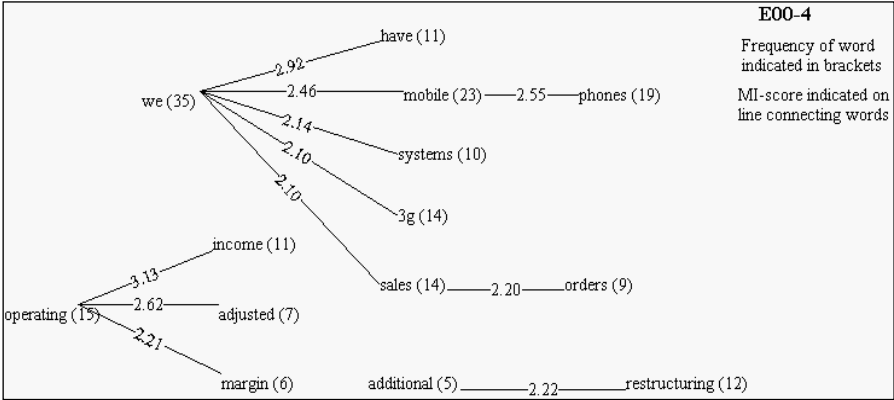 E00-4
Frequency of word
indicated in brackets
MI-score indicated on
line connecting words
have (11)
2.92
we (35)
2.46
mobile (23)
2.55
phones (19)
2.14
systems (10)
2.10
3g (14)
2.10
sales (14)
2.20
orders (9)
income (11)
3.13
operating (15)
2.62
adjusted (7)
2.21
margin (6)
additional (5)
2.22
restructuring (12)